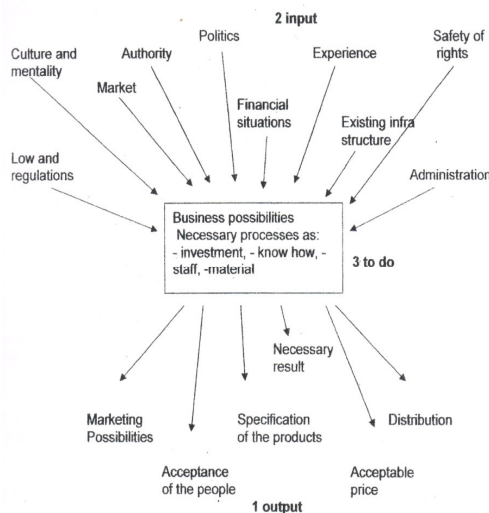 2 input
Politics
Safety of
rights
Culture and
mentality
Authority
Experience
Market
Financial
situations
Existing infra
structure
Low and
regulations
Administration
Business possibilities
Necessary processes as:
- investment, - know how, -
staff, -material
3 to do
Necessary
result
Marketing
Possibilities
Specification
of the products
Distribution
Acceptance
of the people
Acceptable
price
1 output